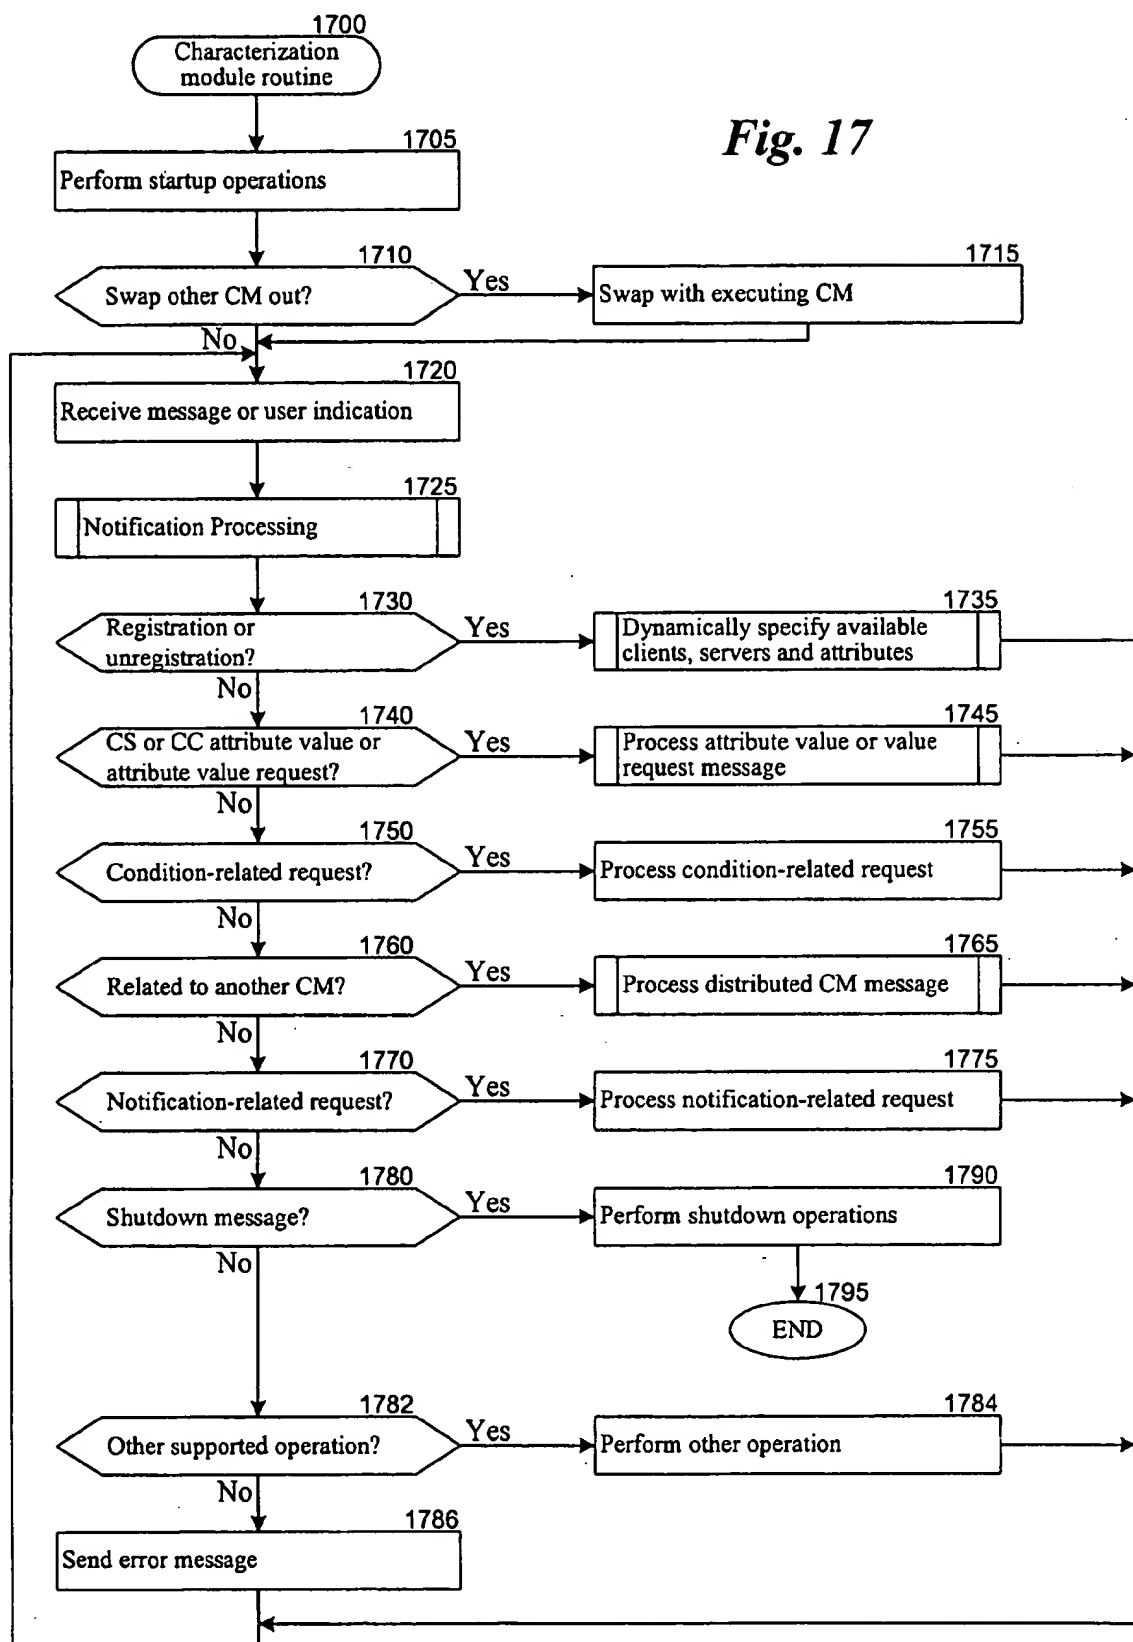 1700
Characterization
module routine
Fig. 17
1705
Perform startup operations
1710
Swap other CM out?
Yes
1715
Swap with executing CM
No
1720
Receive message or user indication
1725
Notification Processing
1730
Registration or
unregistration?
Yes
1735
Dynamically specify available
clients, servers and attributes
No
1740
CS or CC attribute value or
attribute value request?
Yes
1745
Process attribute value or value
request message
No
1750
Condition-related request?
Yes
1755
Process condition-related request
No
1760
Related to another CM?
Yes
1765
Process distributed CM message
No
1770
Notification-related request?
Yes
1775
Process notification-related request
No
1780
Shutdown message?
Yes
1790
Perform shutdown operations
No
1795
END
1782
Other supported operation?
Yes
1784
Perform other operation
No
1786
Send error message